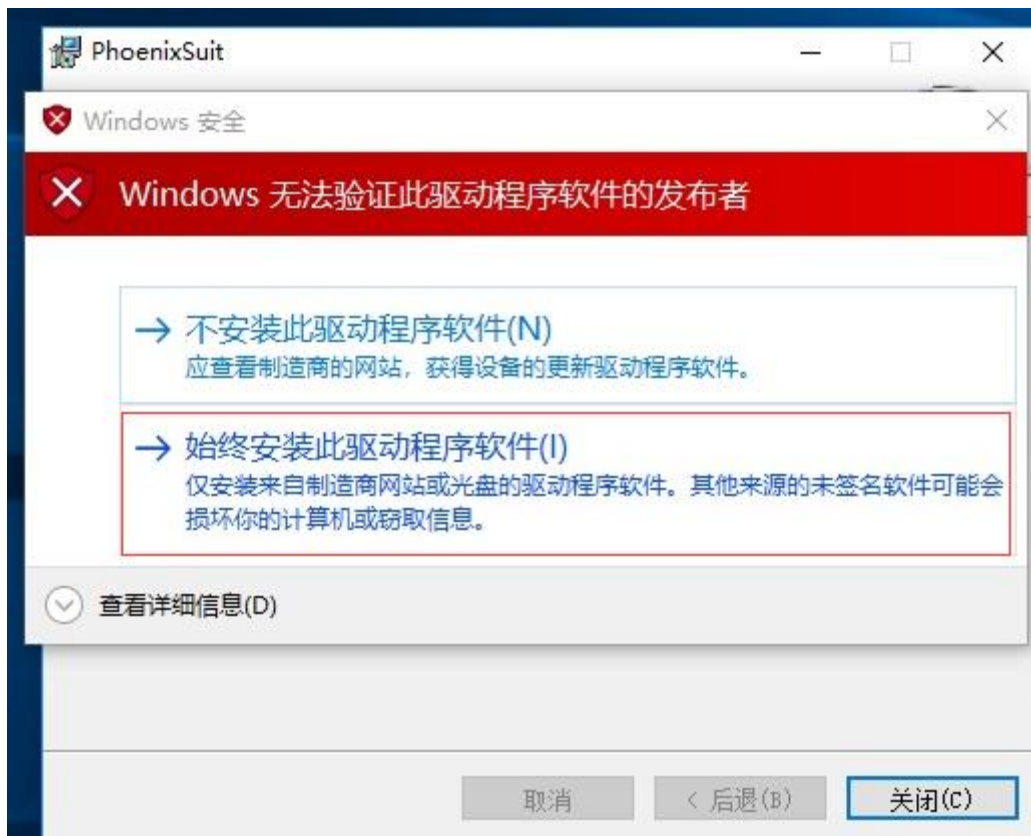 PhoenixSuit
Windows 安全
Windows 无法验证此驱动程序软件的发布者
不安装此驱动程序软件(N)
应查看制造商的网站，获得设备的更新驱动程序软件。
始终安装此驱动程序软件(I)
仅安装来自制造商网站或光盘的驱动程序软件。其他来源的未签名软件可能会
损坏你的计算机或窃取信息。
查看详细信息(D)
取消
< 后退(B)
关闭(C)